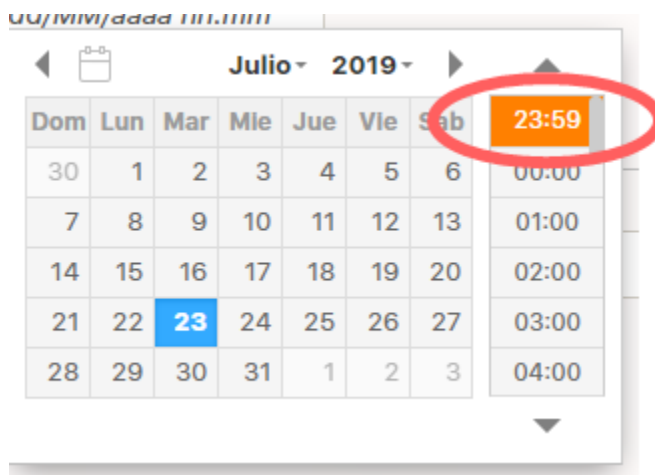 dd/MM/aaaa hh:mm
Julio 2019
Dom Lun Mar Mie Jue Vie Sab 23:59
30 1 2 3 4 5 6 00:00
7 8 9 10 11 12 13 01:00
14 15 16 17 18 19 20 02:00
21 22 23 24 25 26 27 03:00
28 29 30 31 1 2 3 04:00